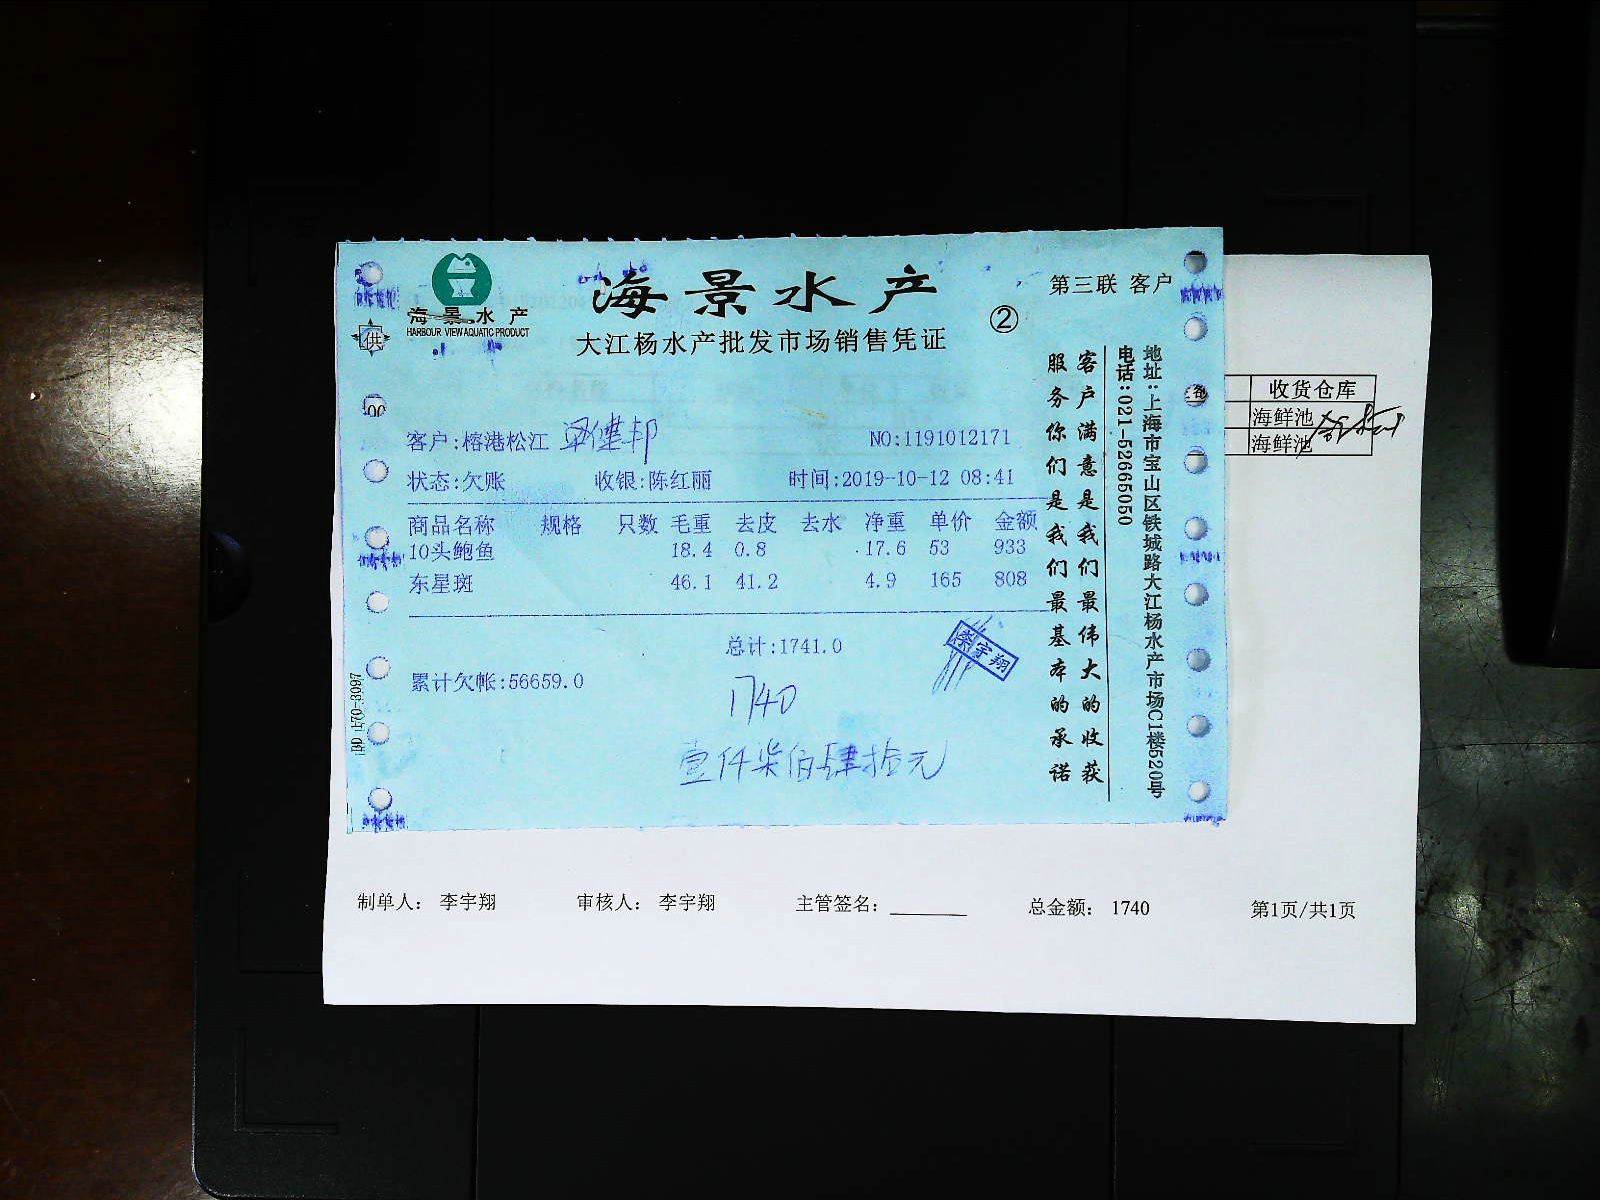 海景水产
HARBOUR VIEW AQUATIC PRODUCT
海景水产
大江杨水产批发市场销售凭证
②
第三联 客户
供
客户:榕港松江
NO:1191012171
状态:欠账 收银:陈红丽 时间:2019-10-12 08:41
商品名称 规格 只数 毛重 去皮 去水 净重 单价 金额
10头鲍鱼 18.4 0.8 17.6 53 933
东星斑 46.1 41.2 4.9 165 808
总计:1741.0
累计欠帐:56659.0
1740
壹仟柒佰肆拾元
客户满意是我们最伟大的收获
服务你们是我们最基本的承诺
地址:上海市宝山区铁城路大江杨水产市场C1楼520号
电话:021-52665050
收货仓库
海鲜池
海鲜池
制单人: 李宇翔 审核人: 李宇翔 主管签名: 总金额: 1740 第1页/共1页